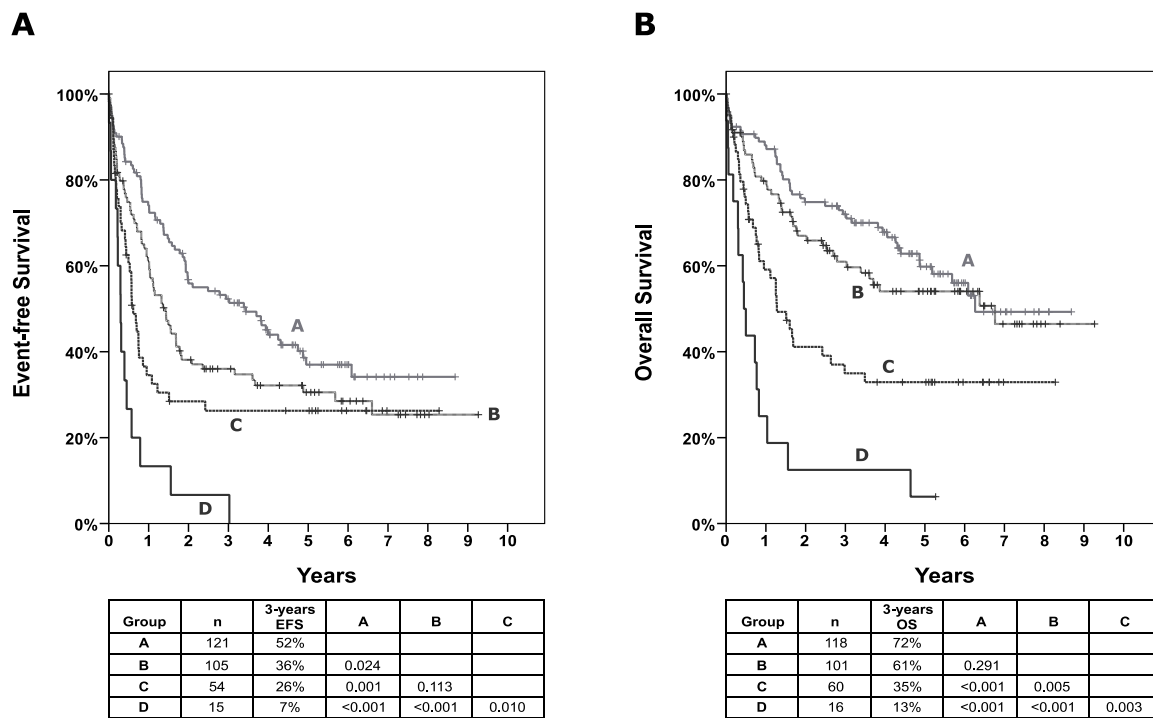 A
Event-free Survival
100%
80%
60%
40%
20%
0%
A
B
C
D
0 1 2 3 4 5 6 7 8 9 10
Years
Group n 3-years EFS A B C
A 121 52%
B 105 36% 0.024
C 54 26% 0.001 0.113
D 15 7% <0.001 <0.001 0.010
B
Overall Survival
100%
80%
60%
40%
20%
0%
A
B
C
D
0 1 2 3 4 5 6 7 8 9 10
Years
Group n 3-years OS A B C
A 118 72%
B 101 61% 0.291
C 60 35% <0.001 0.005
D 16 13% <0.001 <0.001 0.003